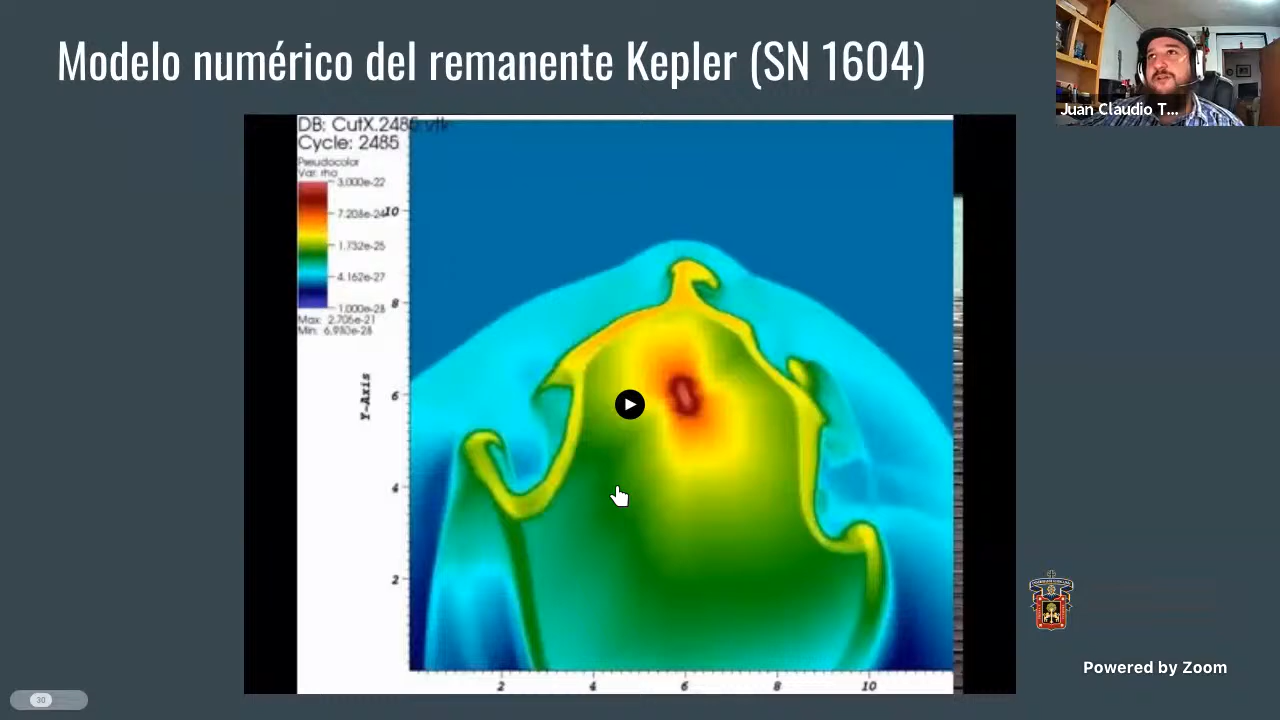 Modelo numérico del remanente Kepler (SN 1604)
Juan Claudio T...
DB: CutX.2485.vtk
Cycle: 2485
Pseudocolor
Var: rho
3.000e-22
7.208e-24
1.732e-25
4.162e-27
1.000e-28
Max: 2.705e-21
Min: 6.980e-28
10
8
6
4
2
Y-Axis
2 4 6 8 10
Powered by Zoom
30